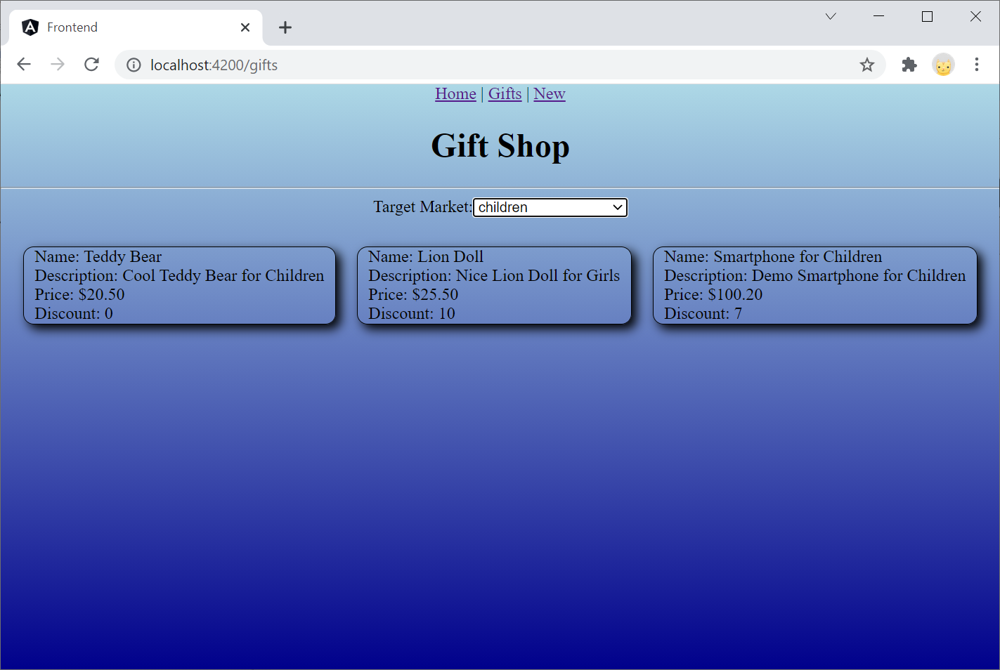 Frontend
localhost:4200/gifts
Home | Gifts | New
Gift Shop
Target Market: children
Name: Teddy Bear
Description: Cool Teddy Bear for Children
Price: $20.50
Discount: 0
Name: Lion Doll
Description: Nice Lion Doll for Girls
Price: $25.50
Discount: 10
Name: Smartphone for Children
Description: Demo Smartphone for Children
Price: $100.20
Discount: 7